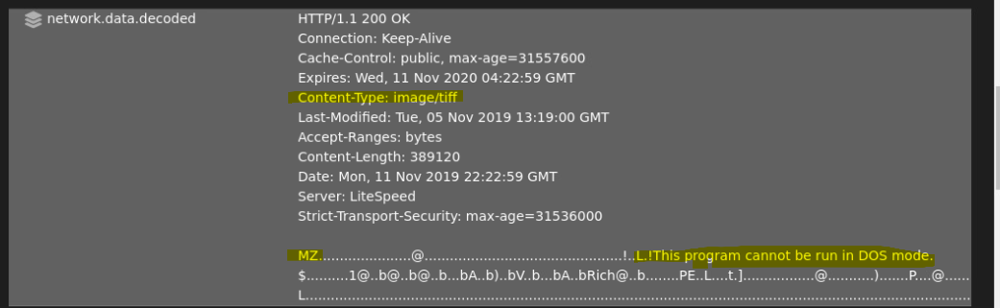 network.data.decoded
HTTP/1.1 200 OK
Connection: Keep-Alive
Cache-Control: public, max-age=31557600
Expires: Wed, 11 Nov 2020 04:22:59 GMT
Content-Type: image/tiff
Last-Modified: Tue, 05 Nov 2019 13:19:00 GMT
Accept-Ranges: bytes
Content-Length: 389120
Date: Mon, 11 Nov 2019 22:22:59 GMT
Server: LiteSpeed
Strict-Transport-Security: max-age=31536000
MZ......................@.............................................!..L.!This program cannot be run in DOS mode.
$..........1@..b@..b@..b...bA..b)..bV..b...bA..bRich@..b........PE..L....t.]................@..........).......P....@......
L..........................................................................................................................................................